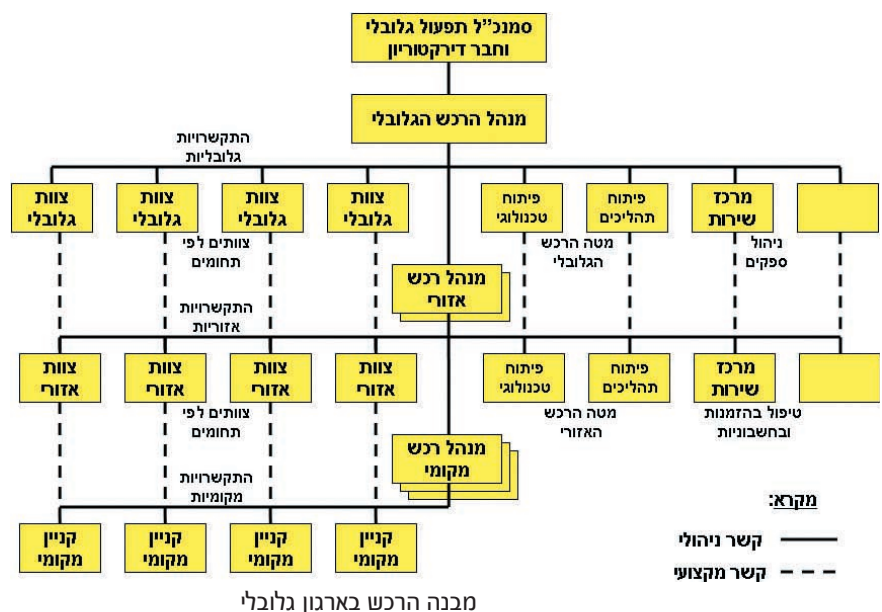 סמנכ״ל תפעול גלובלי
וחבר דירקטוריון
מנהל הרכש הגלובלי
התקשרויות
גלובליות
מרכז
שירות
פיתוח
תהליכים
פיתוח
טכנולוגי
צוות
גלובלי
צוות
גלובלי
צוות
גלובלי
צוות
גלובלי
ניהול
ספקים
מטה הרכש
הגלובלי
צוותים לפי
תחומים
מנהל רכש
אזורי
התקשרויות
אזוריות
מרכז
שירות
פיתוח
תהליכים
פיתוח
טכנולוגי
צוות
אזורי
צוות
אזורי
צוות
אזורי
צוות
אזורי
טיפול בהזמנות
ובחשבוניות
מטה הרכש
האזורי
צוותים לפי
תחומים
מנהל רכש
מקומי
התקשרויות
מקומיות
קניין
מקומי
קניין
מקומי
קניין
מקומי
קניין
מקומי
מקרא:
קשר ניהולי
קשר מקצועי
מבנה הרכש בארגון גלובלי